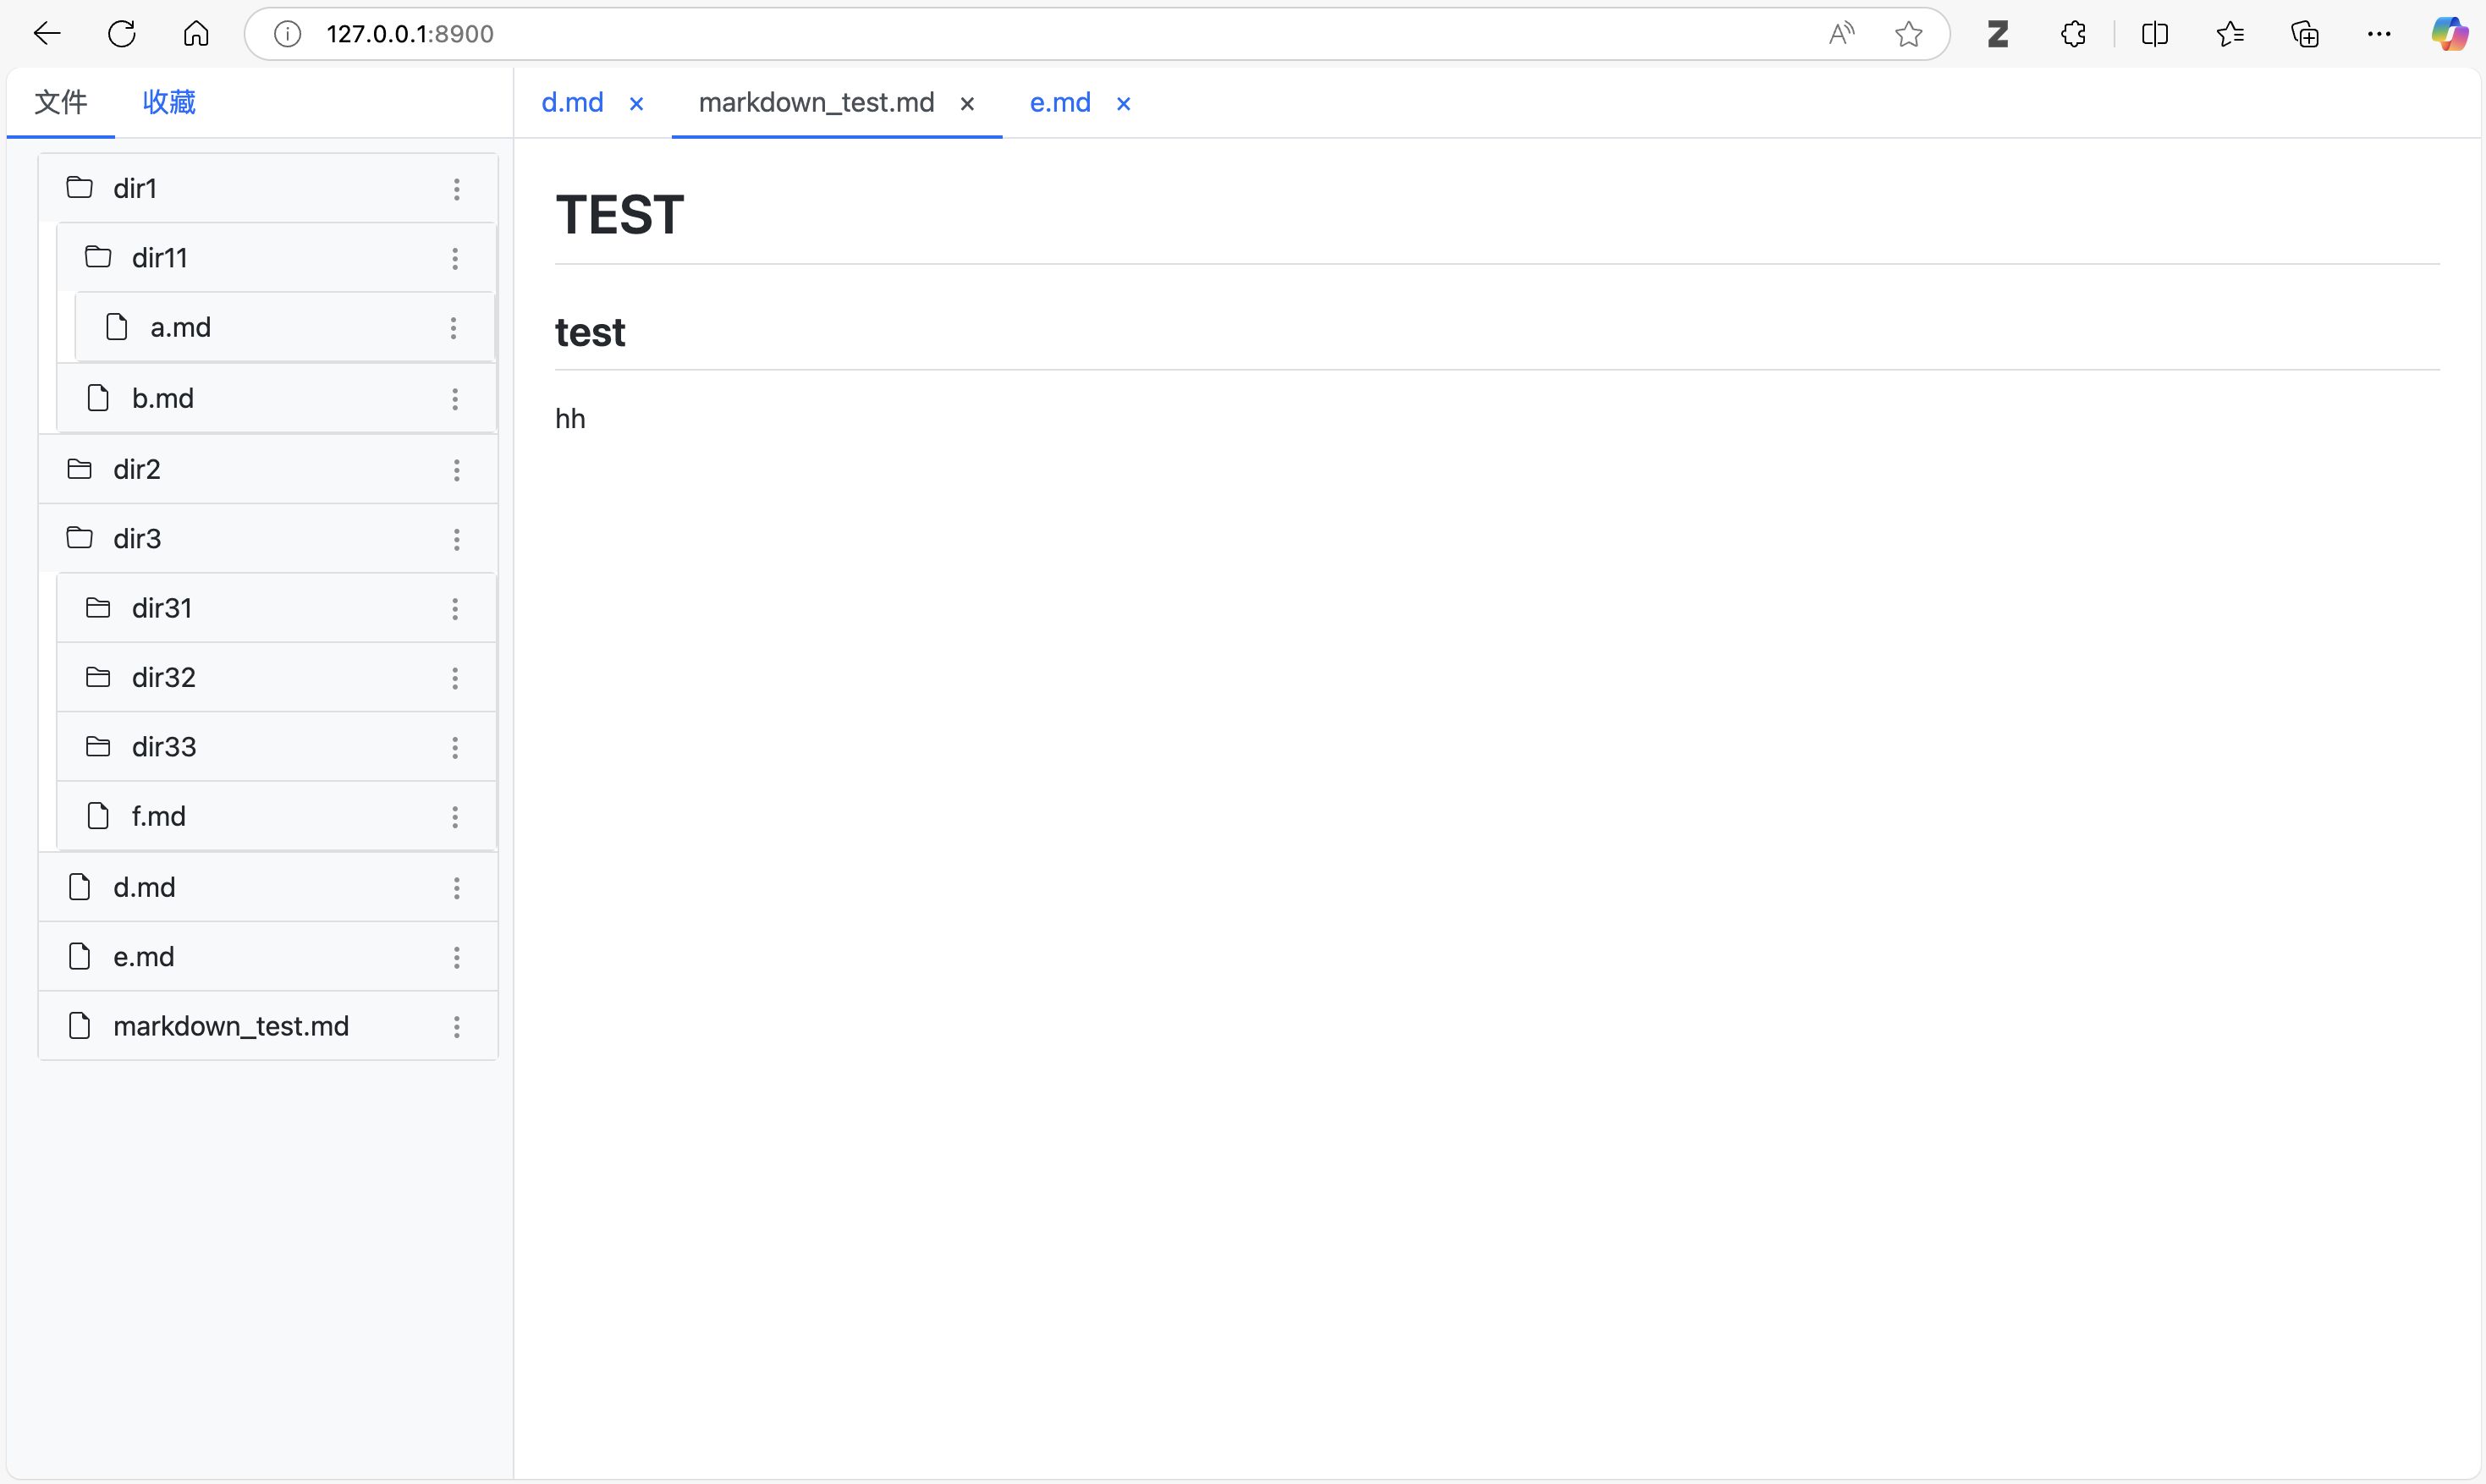 127.0.0.1:8900
文件 收藏
d.md × markdown_test.md × e.md ×
dir1
dir11
a.md
b.md
dir2
dir3
dir31
dir32
dir33
f.md
d.md
e.md
markdown_test.md
TEST
test
hh